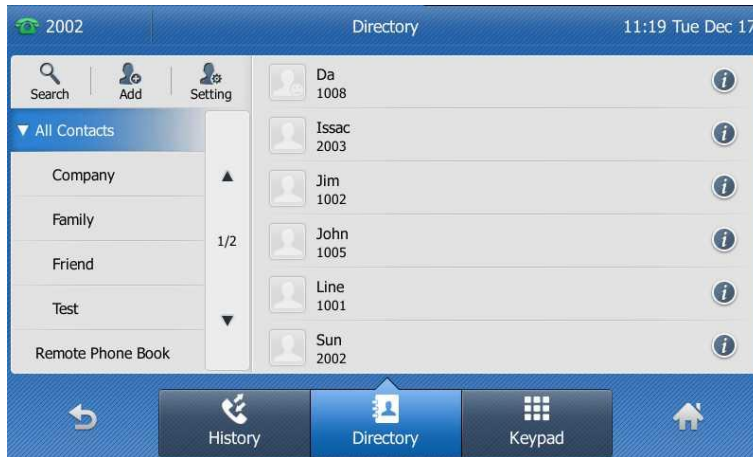 2002 Directory 11:19 Tue Dec 17
Search Add Setting
All Contacts
Company
Family
Friend
Test
Remote Phone Book
1/2
Da
1008
Issac
2003
Jim
1002
John
1005
Line
1001
Sun
2002
History Directory Keypad